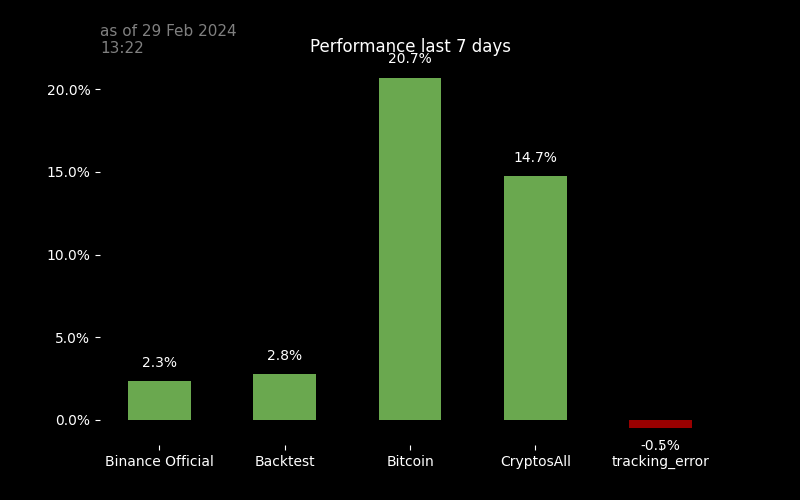 as of 29 Feb 2024
13:22
Performance last 7 days
20.7%
20.0%
15.0%
14.7%
10.0%
5.0%
2.3%
2.8%
0.0%
-0.5%
Binance Official
Backtest
Bitcoin
CryptosAll
tracking_error